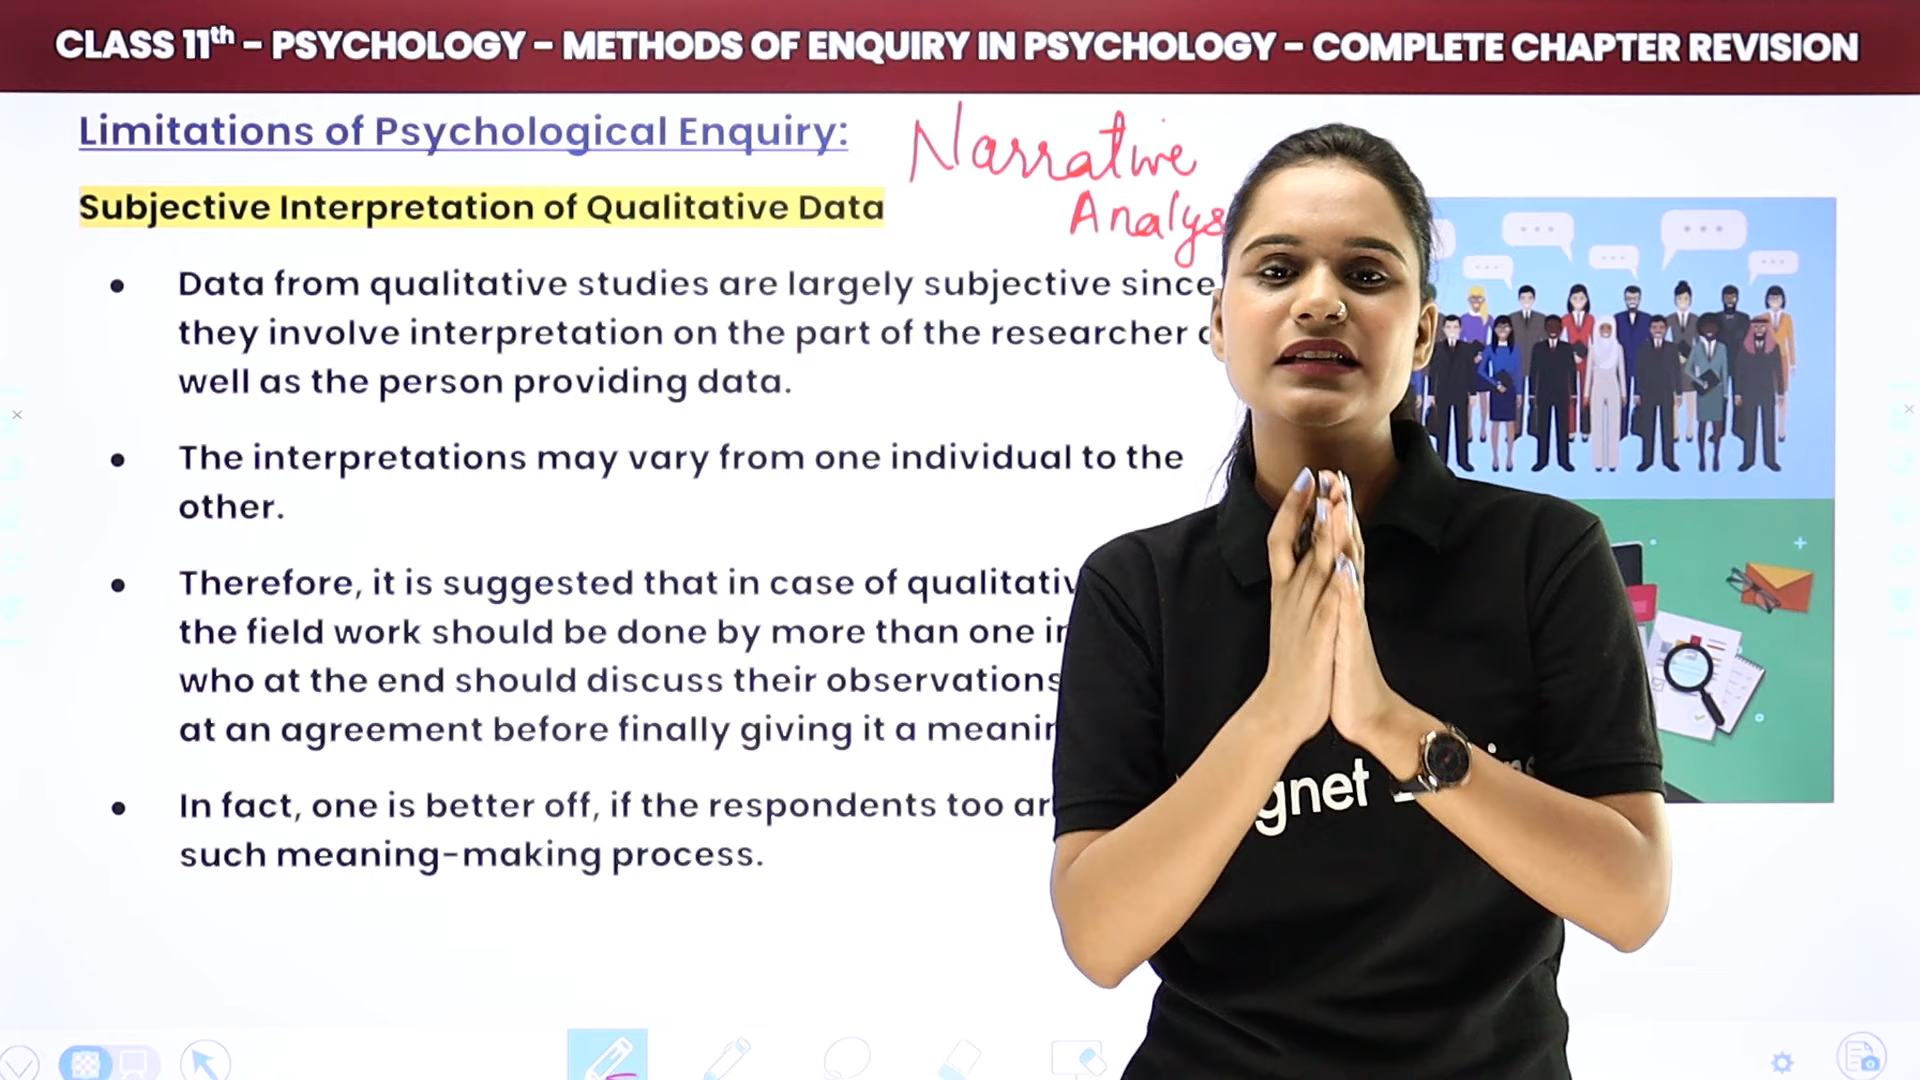 CLASS 11th – PSYCHOLOGY – METHODS OF ENQUIRY IN PSYCHOLOGY – COMPLETE CHAPTER REVISION
Limitations of Psychological Enquiry:
Narrative
Subjective Interpretation of Qualitative Data
• Data from qualitative studies are largely subjective since
they involve interpretation on the part of the researcher
well as the person providing data.
• The interpretations may vary from one individual to the
other.
• Therefore, it is suggested that in case of
the field work should be done by more than one
who at the end should discuss their observations
at an agreement before finally giving it a
• In fact, one is better off, if the respondents too
such meaning-making process.